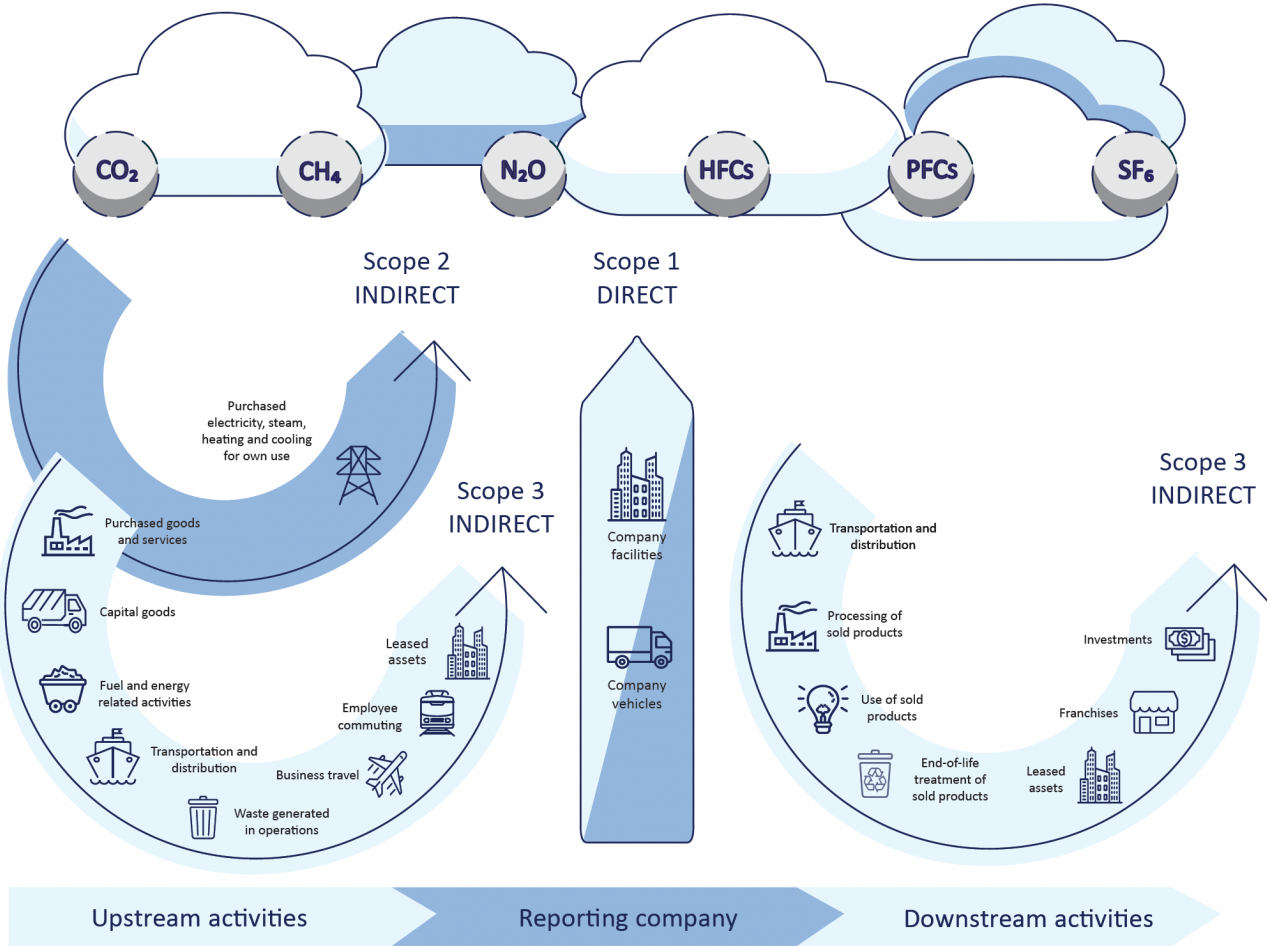 CO₂
CH₄
N₂O
HFCs
PFCs
SF₆
Scope 2
INDIRECT
Scope 1
DIRECT
Purchased
electricity, steam,
heating and cooling
for own use
Scope 3
INDIRECT
Purchased goods
and services
Capital goods
Fuel and energy
related activities
Transportation and
distribution
Waste generated
in operations
Business travel
Employee
commuting
Leased
assets
Company
facilities
Company
vehicles
Scope 3
INDIRECT
Transportation and
distribution
Processing of
sold products
Use of sold
products
End-of-life
treatment of
sold products
Leased
assets
Franchises
Investments
Upstream activities
Reporting company
Downstream activities